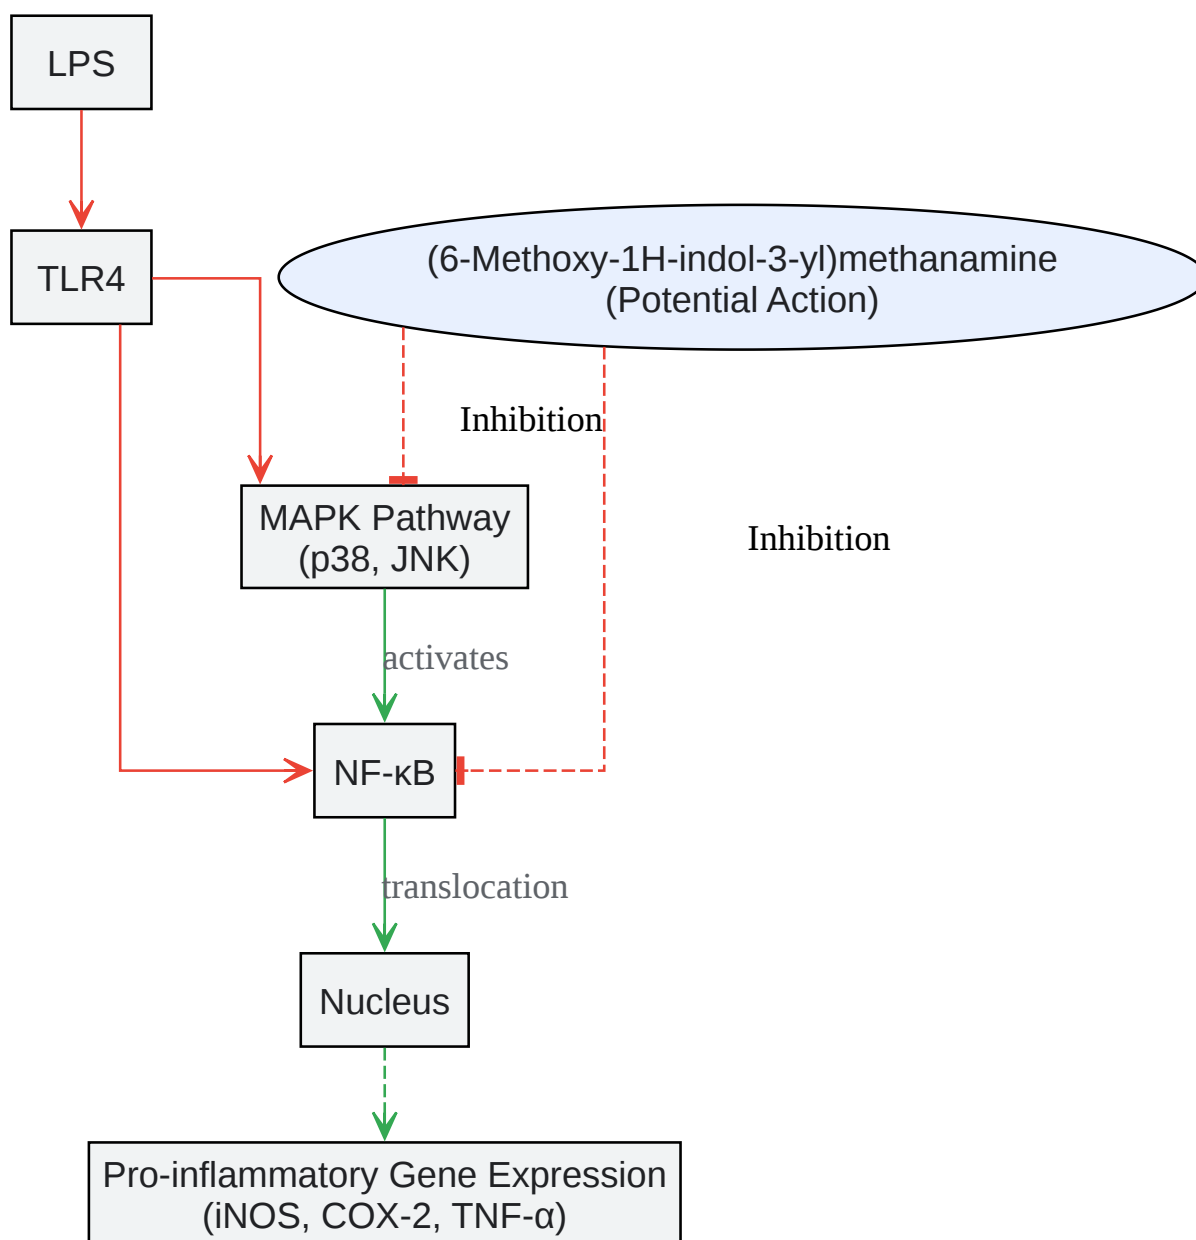 LPS
TLR4
(6-Methoxy-1H-indol-3-yl)methanamine
(Potential Action)
Inhibition
MAPK Pathway
(p38, JNK)
Inhibition
activates
NF-κB
translocation
Nucleus
Pro-inflammatory Gene Expression
(iNOS, COX-2, TNF-α)